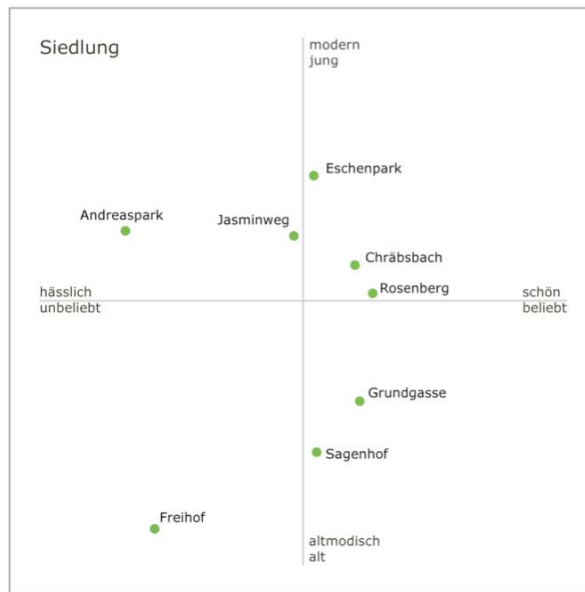 Siedlung
modern
jung
Eschenpark
Andreaspark
Jasminweg
Chräbsbach
Rosenberg
hässlich
unbeliebt
schön
beliebt
Grundgasse
Sagenhof
Freihof
altmodisch
alt